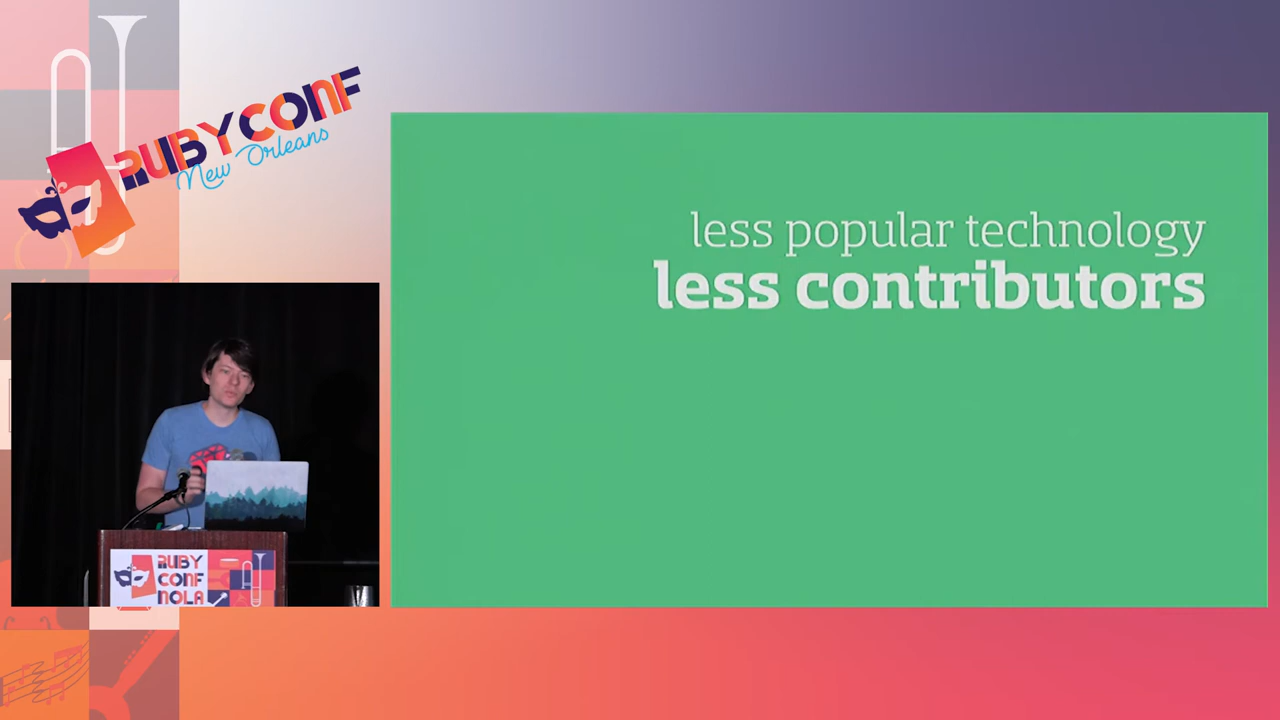 RUBYCONF
New Orleans
less popular technology
less contributors
RUBY
CONF
NOLA